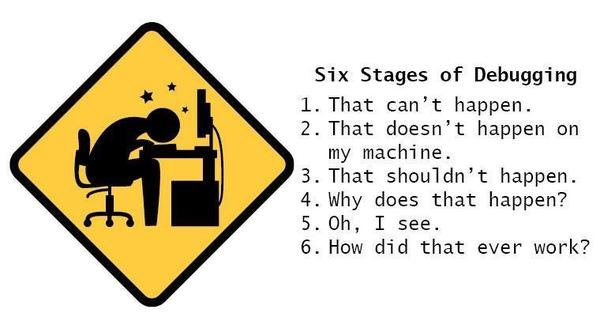 Six Stages of Debugging
1. That can't happen.
2. That doesn't happen on
my machine.
3. That shouldn't happen.
4. Why does that happen?
5. Oh, I see.
6. How did that ever work?